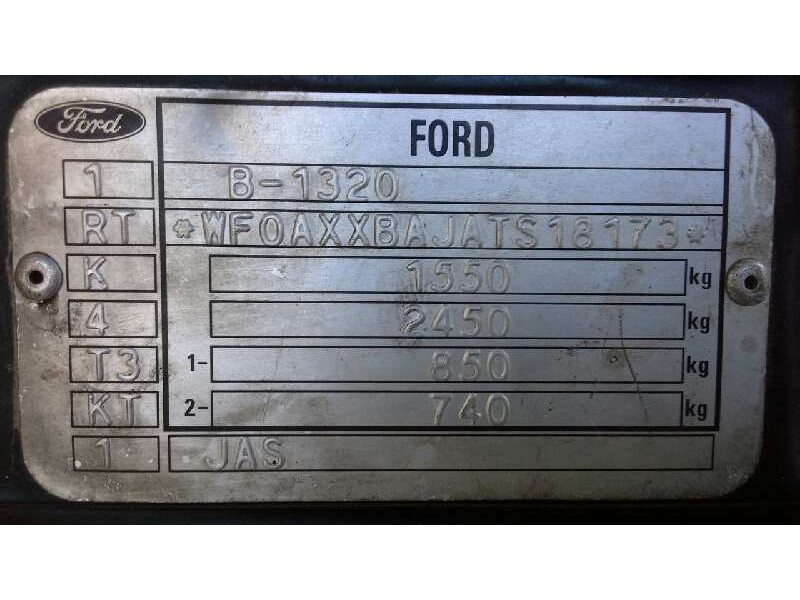 Ford
FORD
1 B-1320
RT *WF0AXXBAJATS18173*
K 1550 kg
4 2450 kg
T3 1- 850 kg
KT 2- 740 kg
1 JAS